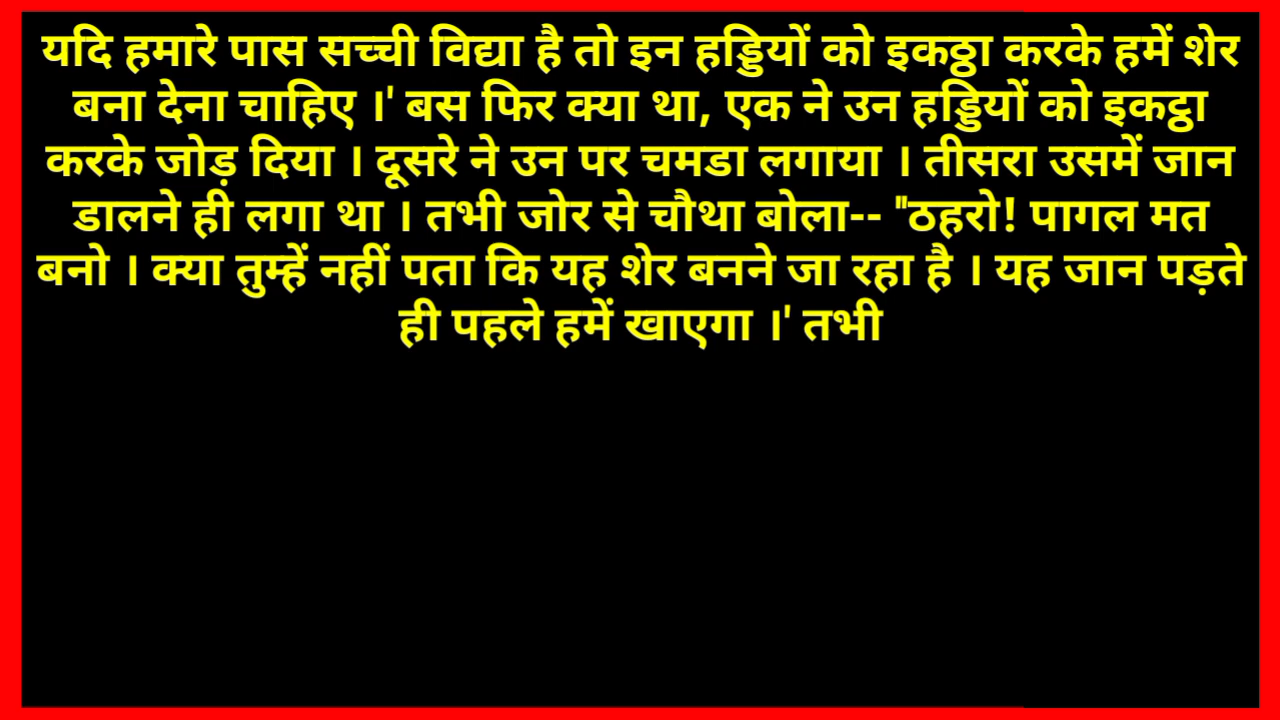 यदि हमारे पास सच्ची विद्या है तो इन हड्डियों को इकठ्ठा करके हमें शेर
बना देना चाहिए ।' बस फिर क्या था, एक ने उन हड्डियों को इकट्ठा
करके जोड़ दिया । दूसरे ने उन पर चमडा लगाया । तीसरा उसमें जान
डालने ही लगा था । तभी जोर से चौथा बोला-- "ठहरो! पागल मत
बनो । क्या तुम्हें नहीं पता कि यह शेर बनने जा रहा है । यह जान पड़ते
ही पहले हमें खाएगा ।' तभी